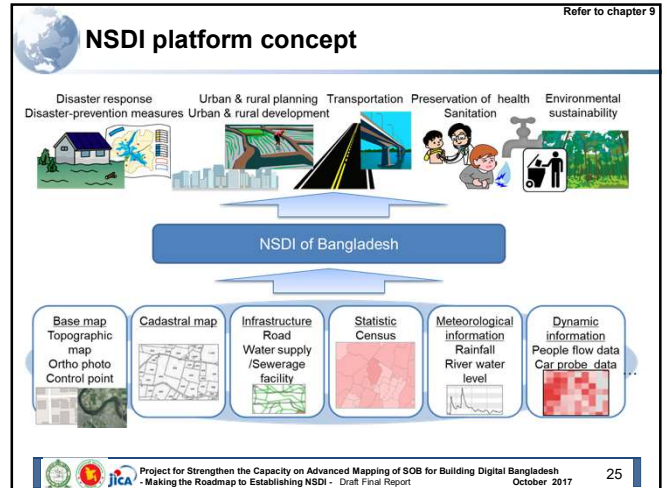 Refer to chapter 9
NSDI platform concept
Disaster response
Disaster-prevention measures
Urban & rural planning
Urban & rural development
Transportation
Preservation of health
Sanitation
Environmental
sustainability
NSDI of Bangladesh
Base map
Topographic
map
Ortho photo
Control point
Cadastral map
Infrastructure
Road
Water supply
/Sewerage
facility
Statistic
Census
Meteorological
information
Rainfall
River water
level
Dynamic
information
People flow data
Car probe data
...
jICA
Project for Strengthen the Capacity on Advanced Mapping of SOB for Building Digital Bangladesh
- Making the Roadmap to Establishing NSDI - Draft Final Report
October 2017
25